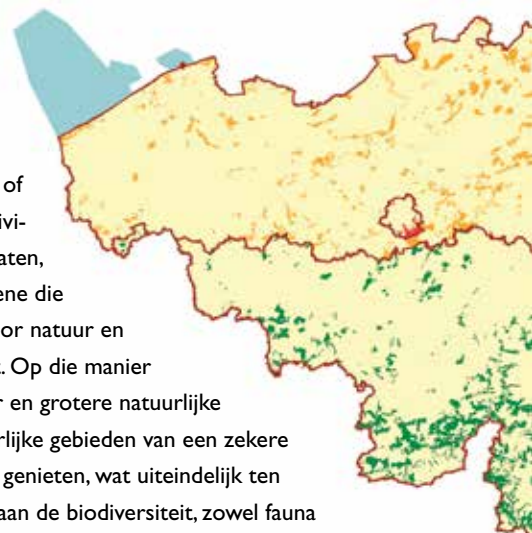 of
ivi-
aten,
ene die
or natuur en
. Op die manier
r en grotere natuurlijke
rlijke gebieden van een zekere
genieten, wat uiteindelijk ten
aan de biodiversiteit, zowel fauna